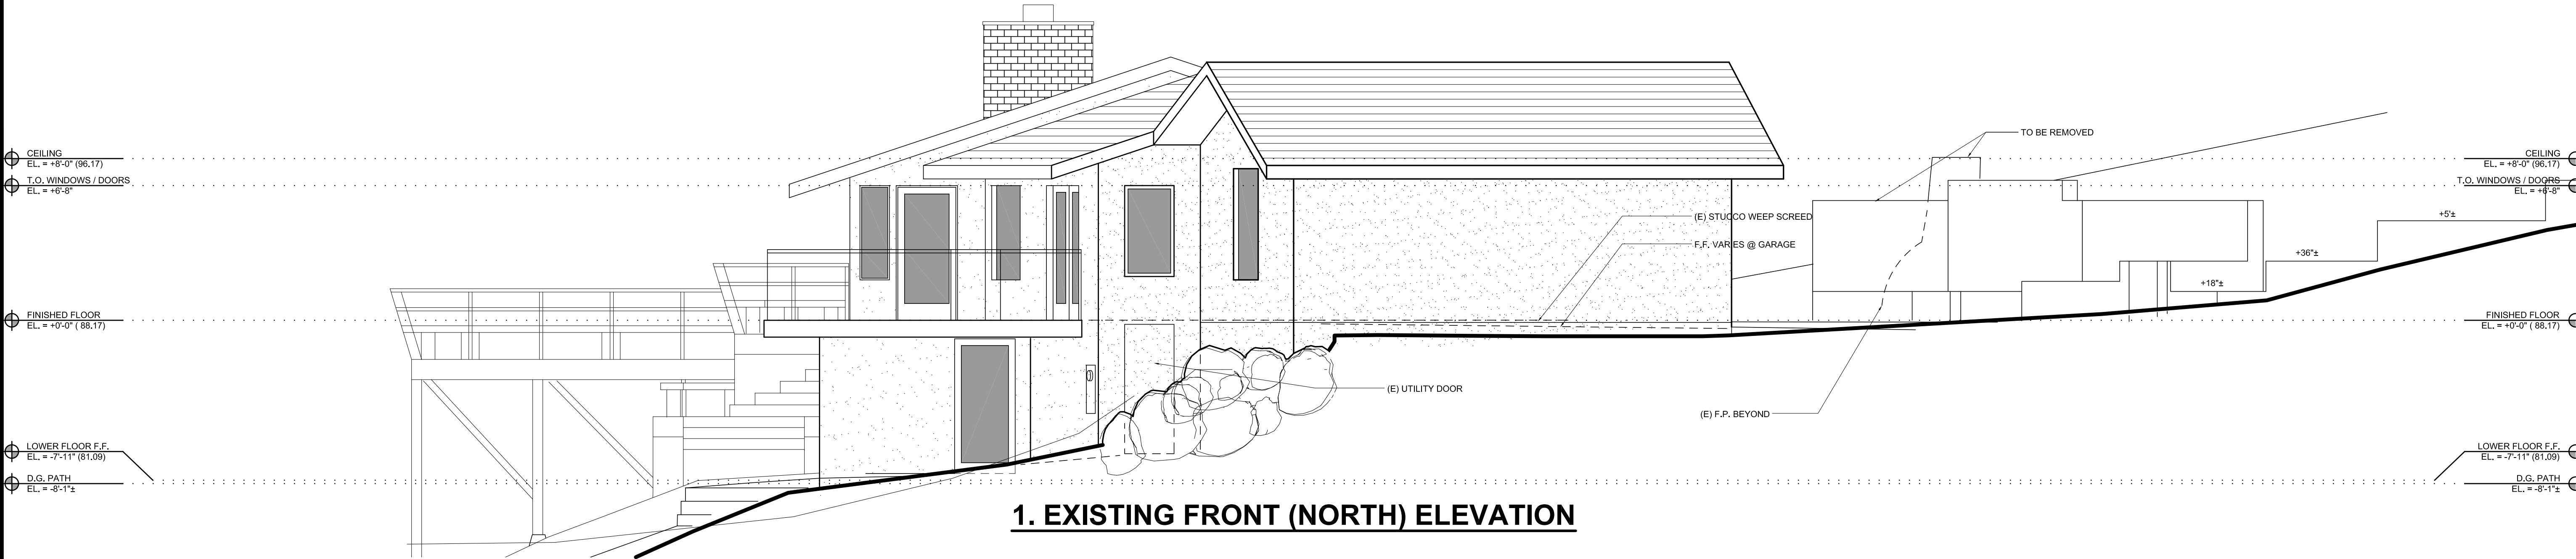 CEILING
EL. = +8'-0" (96.17)
T.O. WINDOWS / DOORS
EL. = +6'-8"
FINISHED FLOOR
EL. = +0'-0" ( 88.17)
LOWER FLOOR F.F.
EL. = -7'-11" (81.09)
D.G. PATH
EL. = -8'-1"±
TO BE REMOVED
(E) STUCCO WEEP SCREED
F.F. VARIES @ GARAGE
(E) UTILITY DOOR
(E) F.P. BEYOND
+18"±
+36"±
+5'±
CEILING
EL. = +8'-0" (96.17)
T.O. WINDOWS / DOORS
EL. = +6'-8"
FINISHED FLOOR
EL. = +0'-0" ( 88.17)
LOWER FLOOR F.F.
EL. = -7'-11" (81.09)
D.G. PATH
EL. = -8'-1"±
1. EXISTING FRONT (NORTH) ELEVATION